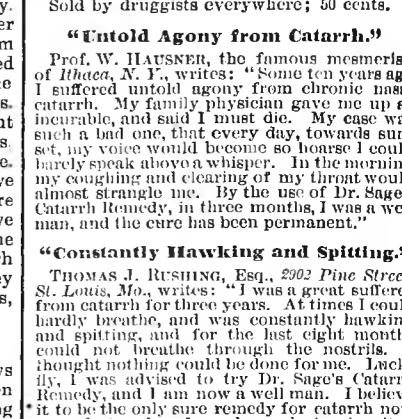 Sold by druggists everywhere; 50 cents.
"Untold Agony from Catarrh."
Prof. W. HAUSNER, the famous mesmeris
of Ithaca, N. Y., writes: "Some ten years ag
I suffered untold agony from chronic nasa
catarrh. My family physician gave me up a
incurable, and said I must die. My case wa
such a bad one, that every day, towards sun
set, my voice would become so hoarse I coul
barely speak above a whisper. In the mornin
my coughing and clearing of my throat woul
almost strangle me. By the use of Dr. Sage'
Catarrh Remedy, in three months, I was a we
man, and the cure has been permanent."
"Constantly Hawking and Spitting."
THOMAS J. RUSHING, Esq., 2902 Pine Stree
St. Louis, Mo., writes: "I was a great suffere
from catarrh for three years. At times I coul
hardly breathe, and was constantly hawkin
and spitting, and for the last eight month
could not breathe through the nostrils.
thought nothing could be done for me. Luck
ily, I was advised to try Dr. Sage's Catarr
Remedy, and I am now a well man. I believ
it to be the only sure remedy for catarrh no